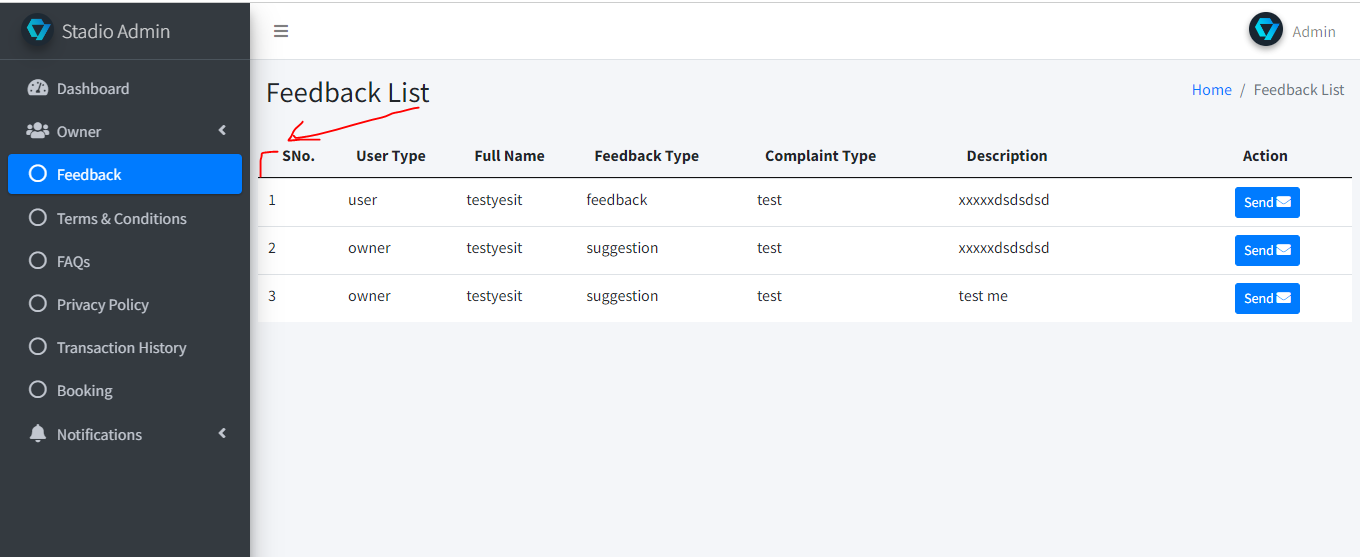 Stadio Admin
Admin
Dashboard
Owner
Feedback
Terms & Conditions
FAQs
Privacy Policy
Transaction History
Booking
Notifications
Feedback List
Home / Feedback List
SNo. User Type Full Name Feedback Type Complaint Type Description Action
1 user testyesit feedback test xxxxxdsdsdsd Send
2 owner testyesit suggestion test xxxxxdsdsdsd Send
3 owner testyesit suggestion test test me Send